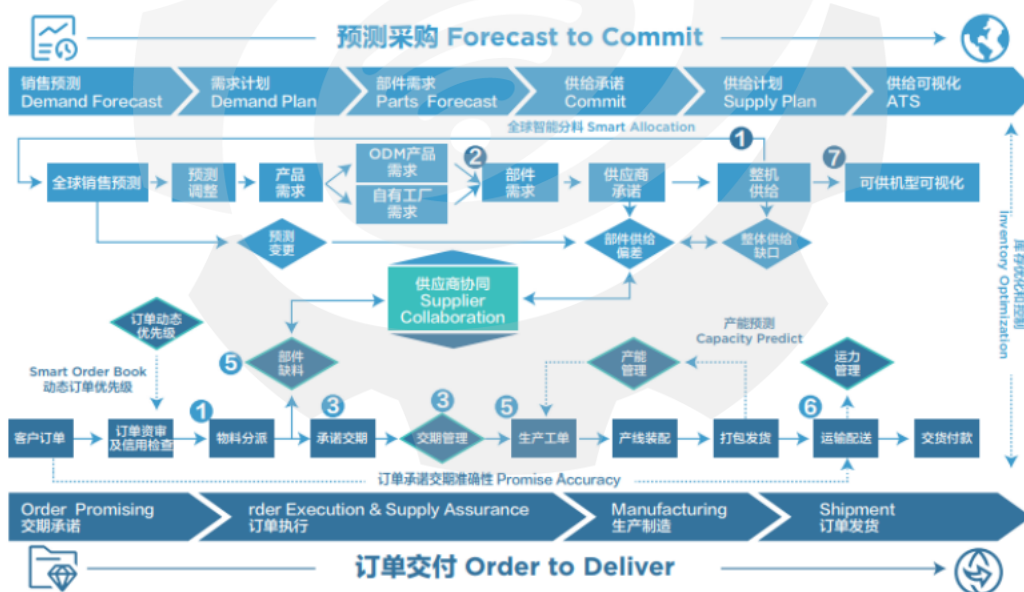 预测采购 Forecast to Commit
销售预测
Demand Forecast
需求计划
Demand Plan
部件需求
Parts Forecast
供给承诺
Commit
供给计划
Supply Plan
供给可视化
ATS
全球智能分料 Smart Allocation
1
全球销售预测
预测
调整
产品
需求
ODM产品
需求
自有工厂
需求
2
部件
需求
供应商
承诺
整机
供给
7
可供机型可视化
预测
变更
部件供给
偏差
整体供给
缺口
库存优化和控制
Inventory Optimization
供应商协同
Supplier
Collaboration
订单动态
优先级
Smart Order Book
动态订单优先级
5
部件
缺料
产能预测
Capacity Predict
产能
管理
运力
管理
客户订单
订单资审
及信用检查
1
物料分派
3
承诺交期
3
交期管理
5
生产工单
产线装配
打包发货
6
运输配送
交货付款
订单承诺交期准确性 Promise Accuracy
Order Promising
交期承诺
rder Execution & Supply Assurance
订单执行
Manufacturing
生产制造
Shipment
订单发货
订单交付 Order to Deliver